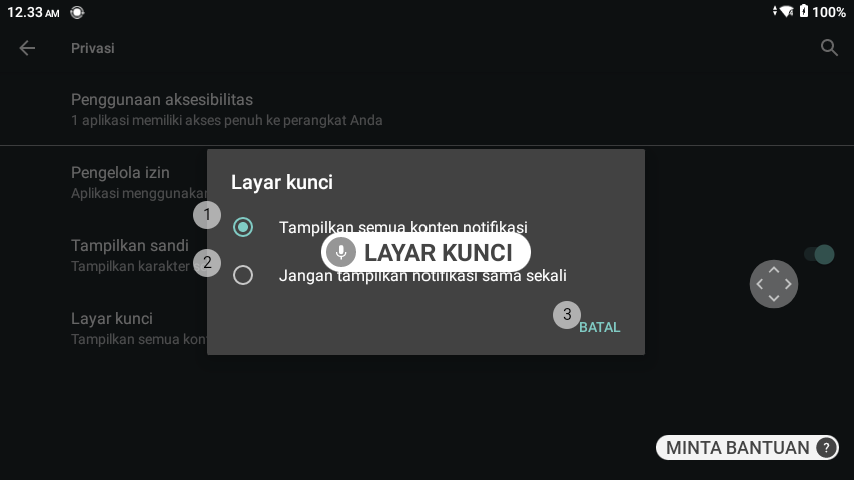 12.33 AM
100%
Privasi
Penggunaan aksesibilitas
1 aplikasi memiliki akses penuh ke perangkat Anda
Pengelola izin
Aplikasi menggunakan
Layar kunci
1
Tampilkan semua konten notifikasi
Tampilkan sandi
LAYAR KUNCI
2
Tampilkan karakter
Jangan tampilkan notifikasi sama sekali
Layar kunci
3
BATAL
Tampilkan semua kon
MINTA BANTUAN ?